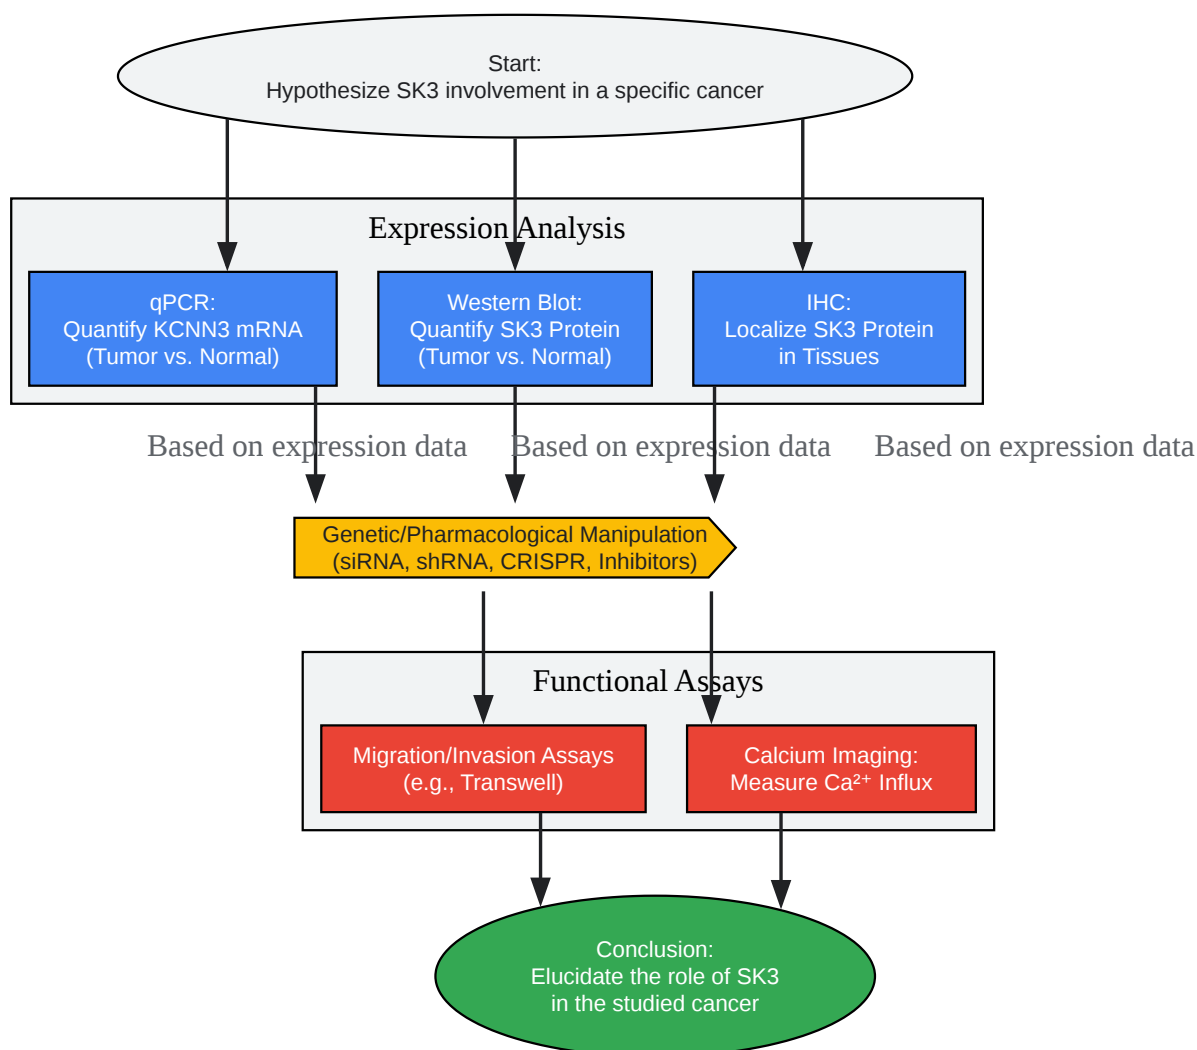 Start:
Hypothesize SK3 involvement in a specific cancer
Expression Analysis
qPCR:
Quantify KCNN3 mRNA
(Tumor vs. Normal)
Western Blot:
Quantify SK3 Protein
(Tumor vs. Normal)
IHC:
Localize SK3 Protein
in Tissues
Based on expression data
Based on expression data
Based on expression data
Genetic/Pharmacological Manipulation
(siRNA, shRNA, CRISPR, Inhibitors)
Functional Assays
Migration/Invasion Assays
(e.g., Transwell)
Calcium Imaging:
Measure Ca²⁺ Influx
Conclusion:
Elucidate the role of SK3
in the studied cancer